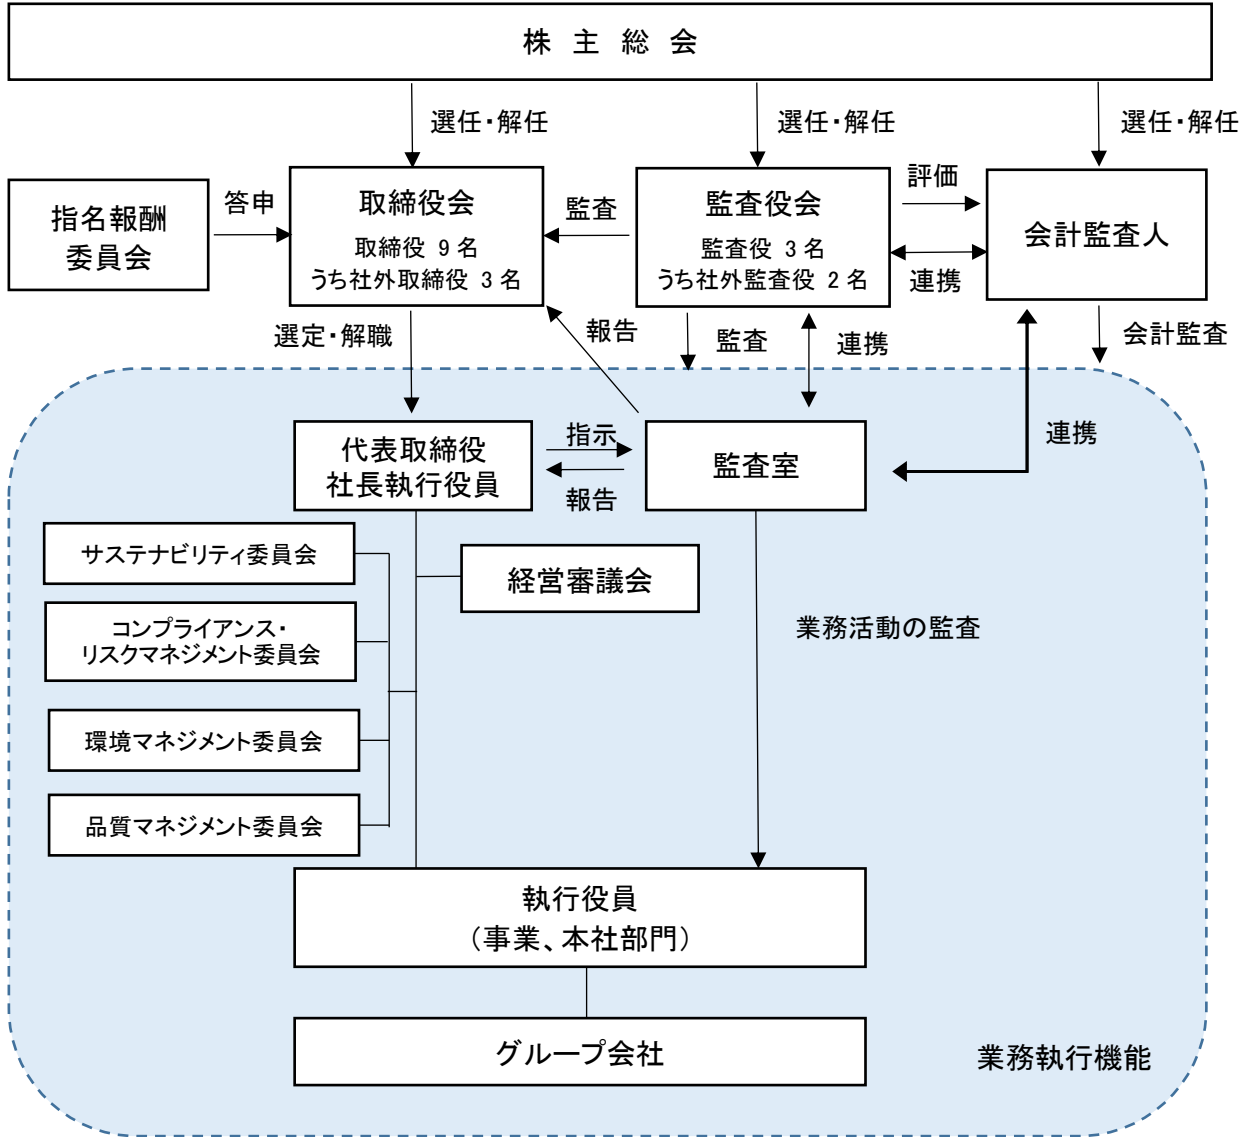 株 主 総 会
選任・解任
選任・解任
選任・解任
指名報酬
委員会
答申
取締役会
取締役 9 名
うち社外取締役 3 名
監査
監査役会
監査役 3 名
うち社外監査役 2 名
評価
連携
会計監査人
選定・解職
報告
監査
連携
会計監査
代表取締役
社長執行役員
指示
報告
監査室
連携
サステナビリティ委員会
経営審議会
コンプライアンス・
リスクマネジメント委員会
業務活動の監査
環境マネジメント委員会
品質マネジメント委員会
執行役員
（事業、本社部門）
グループ会社
業務執行機能